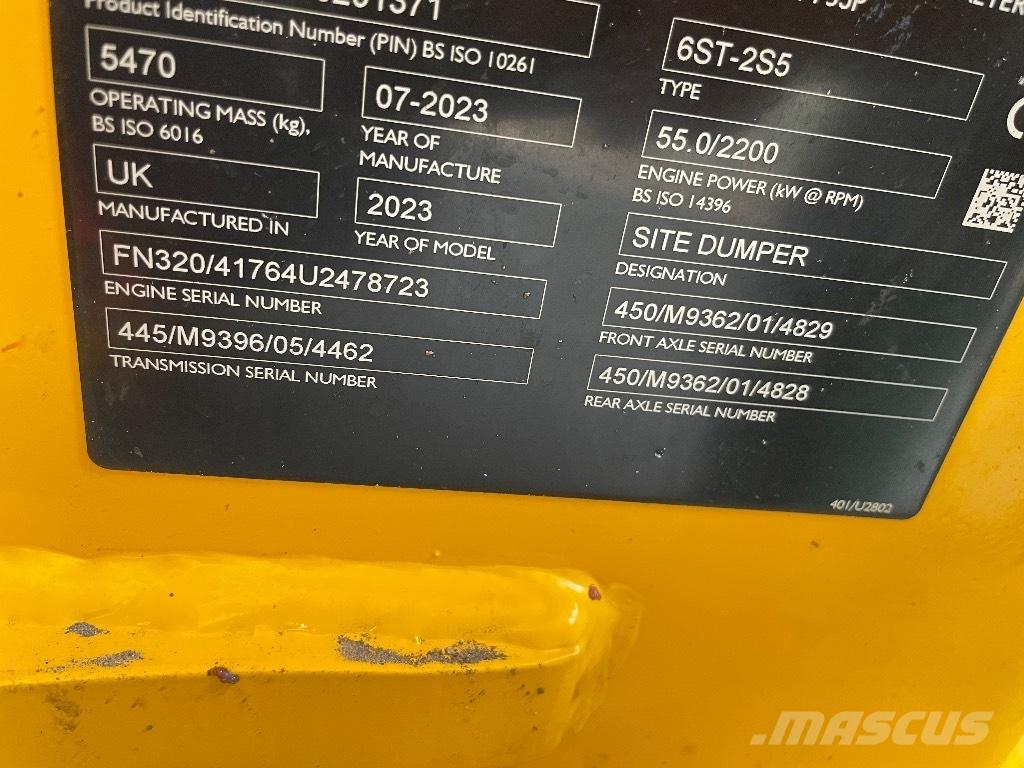 Product Identification Number (PIN) BS ISO 10261
5470
OPERATING MASS (kg),
BS ISO 6016
07-2023
YEAR OF
MANUFACTURE
UK
MANUFACTURED IN
2023
YEAR OF MODEL
FN320/41764U2478723
ENGINE SERIAL NUMBER
445/M9396/05/4462
TRANSMISSION SERIAL NUMBER
6ST-2S5
TYPE
55.0/2200
ENGINE POWER (kW @ RPM)
BS ISO 14396
SITE DUMPER
DESIGNATION
450/M9362/01/4829
FRONT AXLE SERIAL NUMBER
450/M9362/01/4828
REAR AXLE SERIAL NUMBER
401/U2802
MASCUS